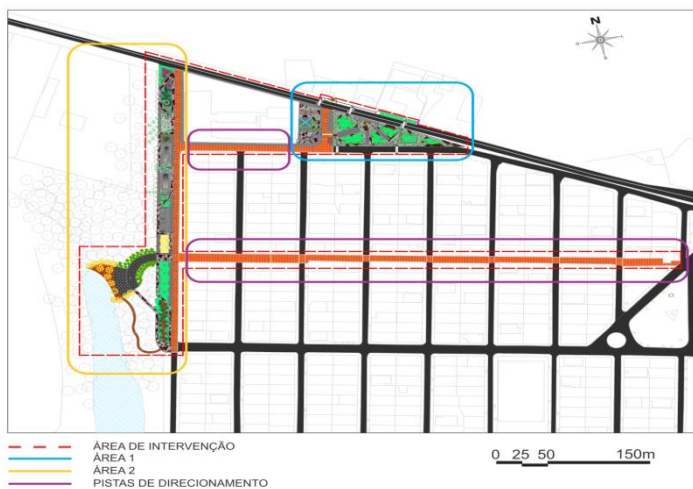 N
ÁREA DE INTERVENÇÃO
ÁREA 1
ÁREA 2
PISTAS DE DIRECIONAMENTO
0 25 50 150m